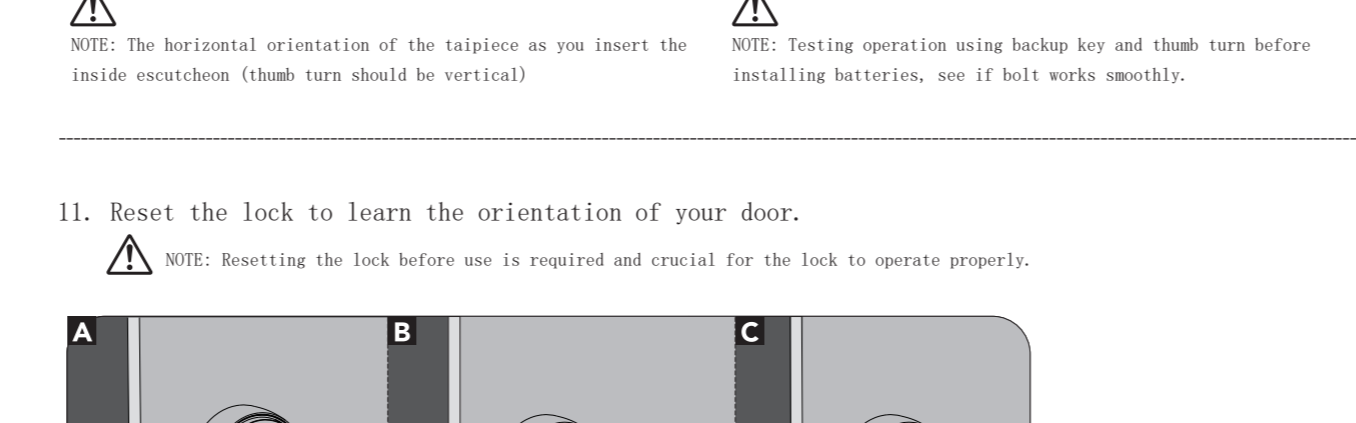 NOTE: The horizontal orientation of the taipiece as you insert the
inside escutcheon (thumb turn should be vertical)
NOTE: Testing operation using backup key and thumb turn before
installing batteries, see if bolt works smoothly.
11. Reset the lock to learn the orientation of your door.
NOTE: Resetting the lock before use is required and crucial for the lock to operate properly.
A
B
C